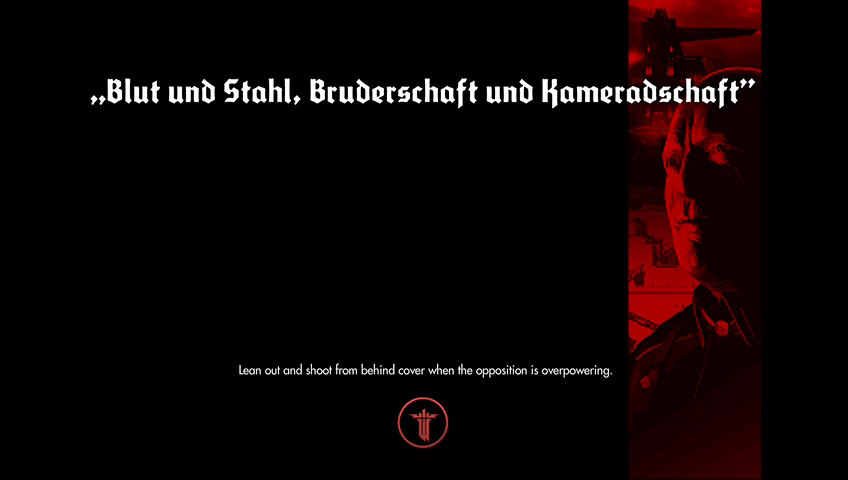 „Blut und Stahl, Bruderschaft und Kameradschaft”
Lean out and shoot from behind cover when the opposition is overpowering.